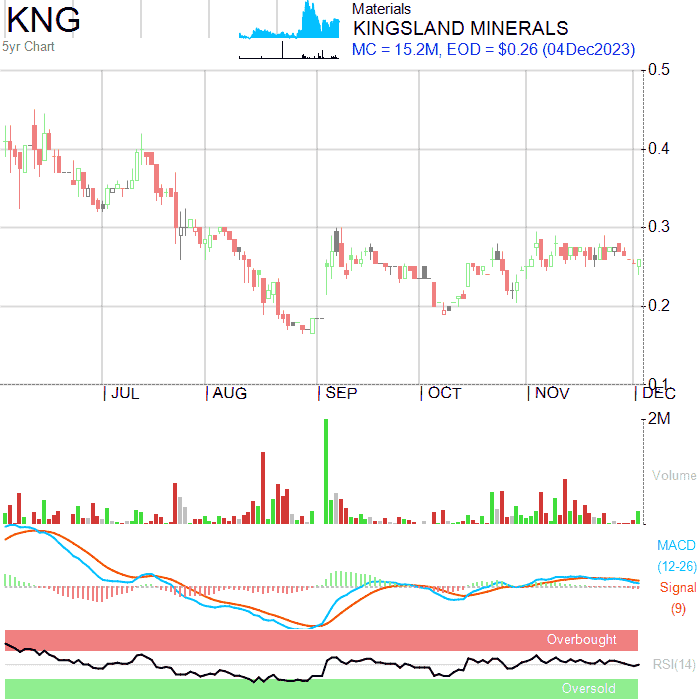 KNG
5yr Chart
Materials
KINGSLAND MINERALS
MC = 15.2M, EOD = $0.26 (04Dec2023)
0.5
0.4
0.3
0.2
0.1
JUL AUG SEP OCT NOV DEC
2M
Volume
MACD
(12-26)
Signal
(9)
Overbought
RSI(14)
Oversold